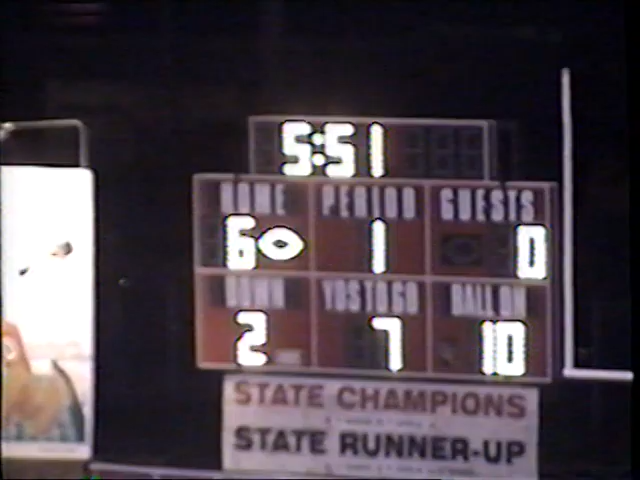 5:51
HOME PERIOD GUESTS
6 1 0
DOWN YDS TO GO BALL ON
2 7 10
STATE CHAMPIONS
STATE RUNNER-UP